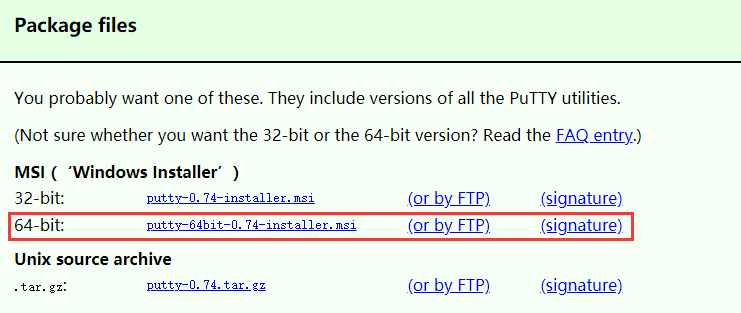 Package files
You probably want one of these. They include versions of all the PuTTY utilities.
(Not sure whether you want the 32-bit or the 64-bit version? Read the FAQ entry.)
MSI（‘Windows Installer’）
32-bit: putty-0.74-installer.msi (or by FTP) (signature)
64-bit: putty-64bit-0.74-installer.msi (or by FTP) (signature)
Unix source archive
.tar.gz: putty-0.74.tar.gz (or by FTP) (signature)